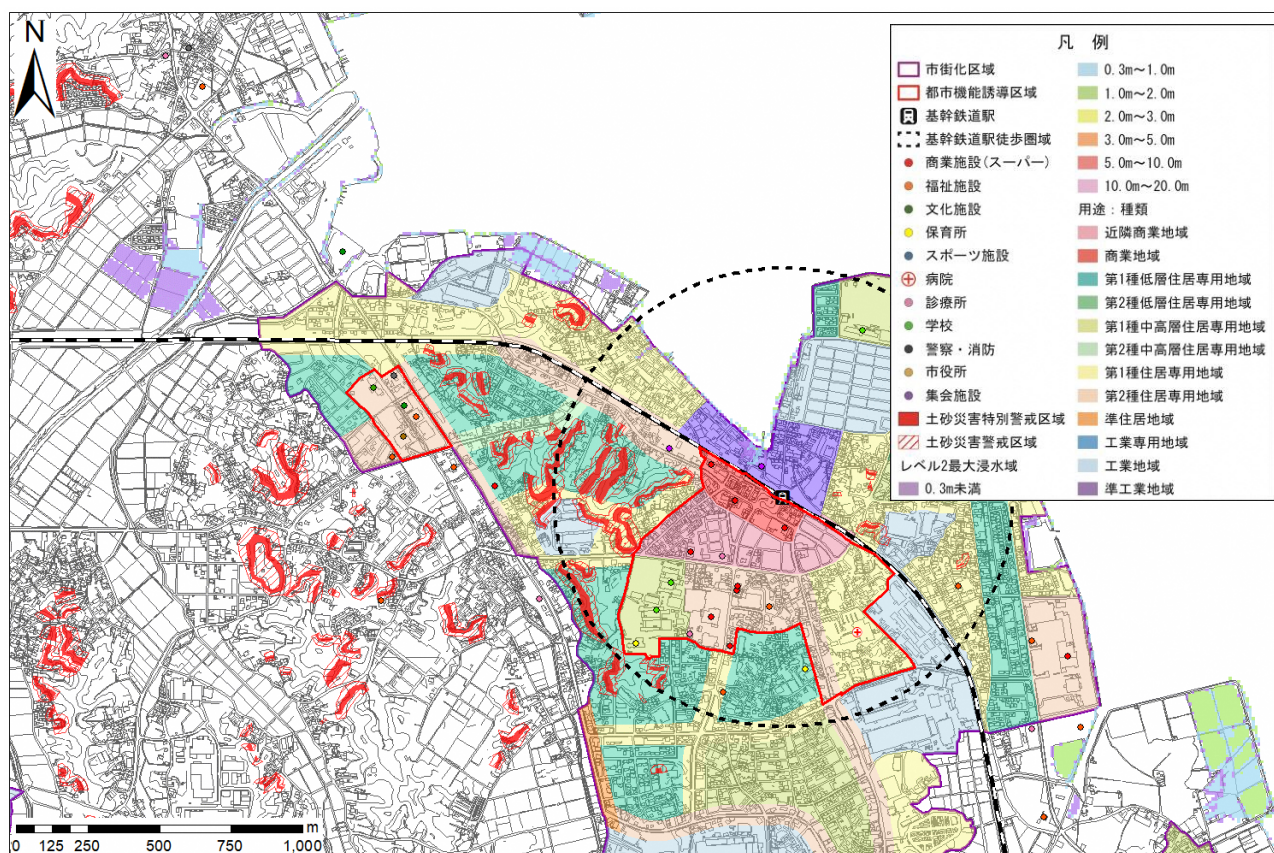 N
凡 例
市街化区域
都市機能誘導区域
基幹鉄道駅
基幹鉄道駅徒歩圏域
商業施設(スーパー)
福祉施設
文化施設
保育所
スポーツ施設
病院
診療所
学校
警察・消防
市役所
集会施設
土砂災害特別警戒区域
土砂災害警戒区域
レベル2最大浸水域
0.3m未満
0.3m～1.0m
1.0m～2.0m
2.0m～3.0m
3.0m～5.0m
5.0m～10.0m
10.0m～20.0m
用途：種類
近隣商業地域
商業地域
第1種低層住居専用地域
第2種低層住居専用地域
第1種中高層住居専用地域
第2種中高層住居専用地域
第1種住居専用地域
第2種住居専用地域
準住居地域
工業専用地域
工業地域
準工業地域
0 125 250 500 750 1,000 m